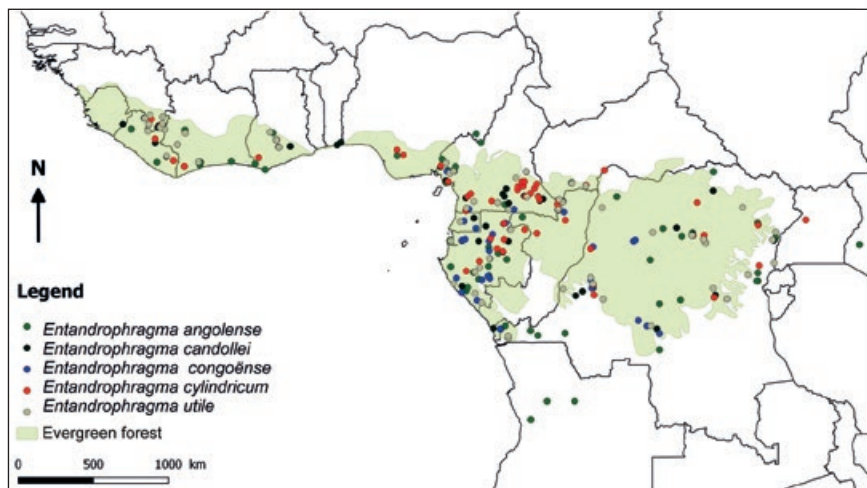 N
Legend
Entandrophragma angolense
Entandrophragma candollei
Entandrophragma congoënse
Entandrophragma cylindricum
Entandrophragma utile
Evergreen forest
0 500 1000 km